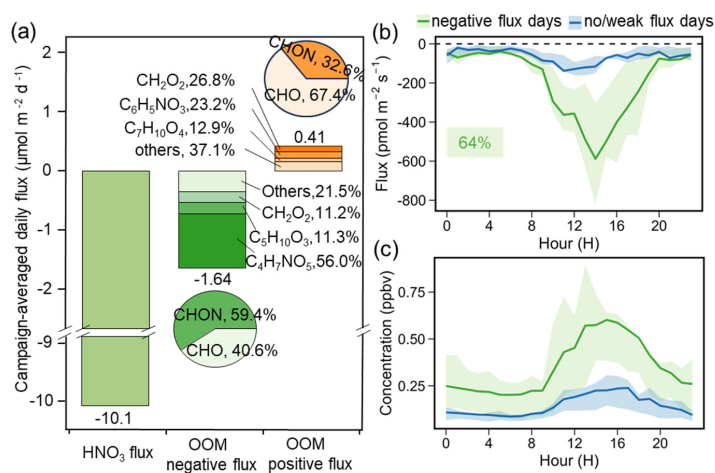 (a)
Campaign-averaged daily flux (μmol m⁻² d⁻¹)
2
1
0
-1
-2
-9
-10
CH₂O₂,26.8%
C₆H₅NO₃,23.2%
C₇H₁₀O₄,12.9%
others, 37.1%
CHON, 32.6%
CHO, 67.4%
0.41
Others,21.5%
CH₂O₂,11.2%
C₅H₁₀O₃,11.3%
C₄H₇NO₅,56.0%
-1.64
CHON, 59.4%
CHO, 40.6%
-10.1
HNO₃ flux
OOM
negative flux
OOM
positive flux
negative flux days
no/weak flux days
(b)
Flux (pmol m⁻² s⁻¹)
0
-200
-400
-600
-800
64%
0 4 8 12 16 20
Hour (H)
(c)
Concentration (ppbv)
0.75
0.50
0.25
0 4 8 12 16 20
Hour (H)